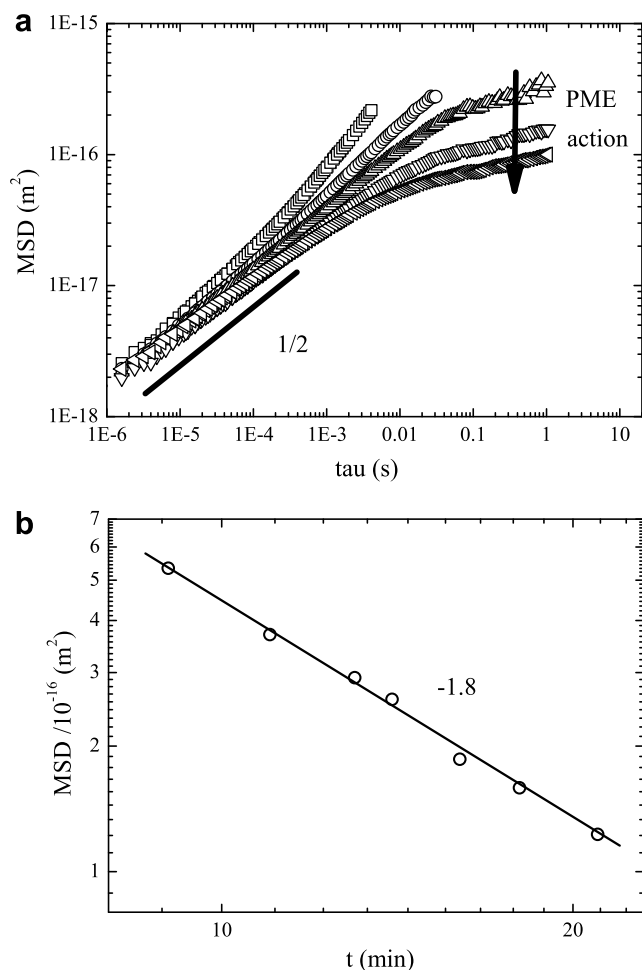 a
1E-15
1E-16
1E-17
1E-18
MSD (m²)
PME
action
1/2
1E-6 1E-5 1E-4 1E-3 0.01 0.1 1
tau (s)
b
7
6
5
4
3
2
1
MSD /10⁻¹⁶ (m²)
-1.8
10 20
t (min)